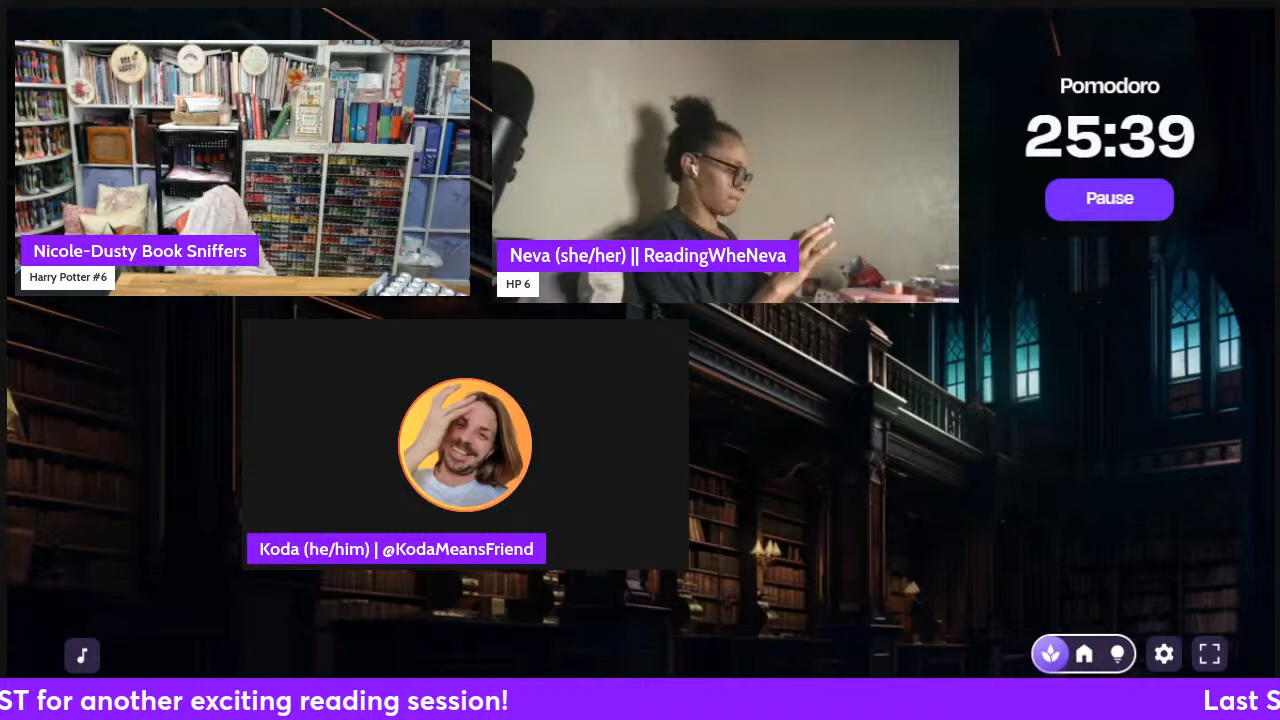 Pomodoro
25:39
Pause
Nicole-Dusty Book Sniffers
Harry Potter #6
Neva (she/her) || ReadingWheNeva
HP 6
Koda (he/him) | @KodaMeansFriend
ST for another exciting reading session!
Last S